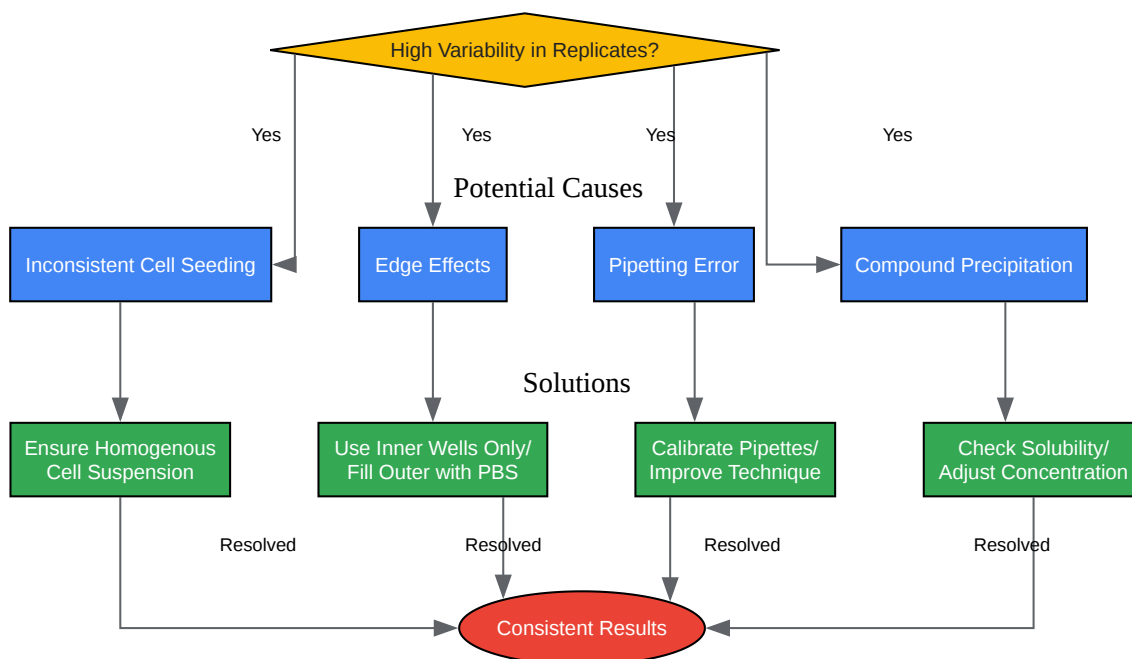 High Variability in Replicates?
Yes
Yes
Yes
Yes
Potential Causes
Inconsistent Cell Seeding
Edge Effects
Pipetting Error
Compound Precipitation
Solutions
Ensure Homogenous
Cell Suspension
Use Inner Wells Only/
Fill Outer with PBS
Calibrate Pipettes/
Improve Technique
Check Solubility/
Adjust Concentration
Resolved
Resolved
Resolved
Resolved
Consistent Results